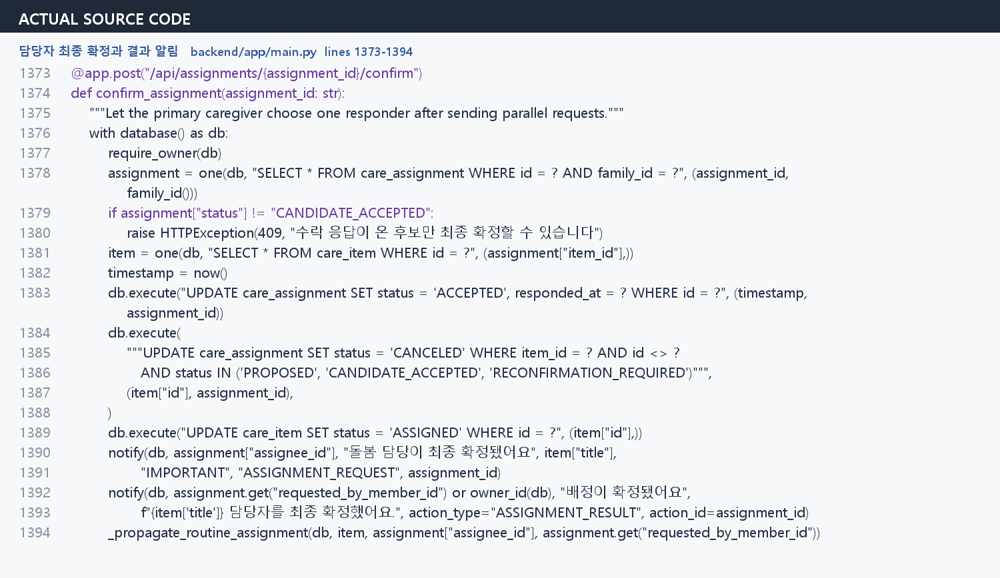 ACTUAL SOURCE CODE
담당자 최종 확정과 결과 알림 backend/app/main.py lines 1373-1394
1373 @app.post("/api/assignments/{assignment_id}/confirm")
1374 def confirm_assignment(assignment_id: str):
1375 """Let the primary caregiver choose one responder after sending parallel requests."""
1376 with database() as db:
1377 require_owner(db)
1378 assignment = one(db, "SELECT * FROM care_assignment WHERE id = ? AND family_id = ?", (assignment_id,
family_id()))
1379 if assignment["status"] != "CANDIDATE_ACCEPTED":
1380 raise HTTPException(409, "수락 응답이 온 후보만 최종 확정할 수 있습니다")
1381 item = one(db, "SELECT * FROM care_item WHERE id = ?", (assignment["item_id"],))
1382 timestamp = now()
1383 db.execute("UPDATE care_assignment SET status = 'ACCEPTED', responded_at = ? WHERE id = ?", (timestamp,
assignment_id))
1384 db.execute(
1385 """UPDATE care_assignment SET status = 'CANCELED' WHERE item_id = ? AND id <> ?
1386 AND status IN ('PROPOSED', 'CANDIDATE_ACCEPTED', 'RECONFIRMATION_REQUIRED')""",
1387 (item["id"], assignment_id),
1388 )
1389 db.execute("UPDATE care_item SET status = 'ASSIGNED' WHERE id = ?", (item["id"],))
1390 notify(db, assignment["assignee_id"], "돌봄 담당이 최종 확정됐어요", item["title"],
1391 "IMPORTANT", "ASSIGNMENT_REQUEST", assignment_id)
1392 notify(db, assignment.get("requested_by_member_id") or owner_id(db), "배정이 확정됐어요",
1393 f"{item['title']} 담당자를 최종 확정했어요.", action_type="ASSIGNMENT_RESULT", action_id=assignment_id)
1394 _propagate_routine_assignment(db, item, assignment["assignee_id"], assignment.get("requested_by_member_id"))